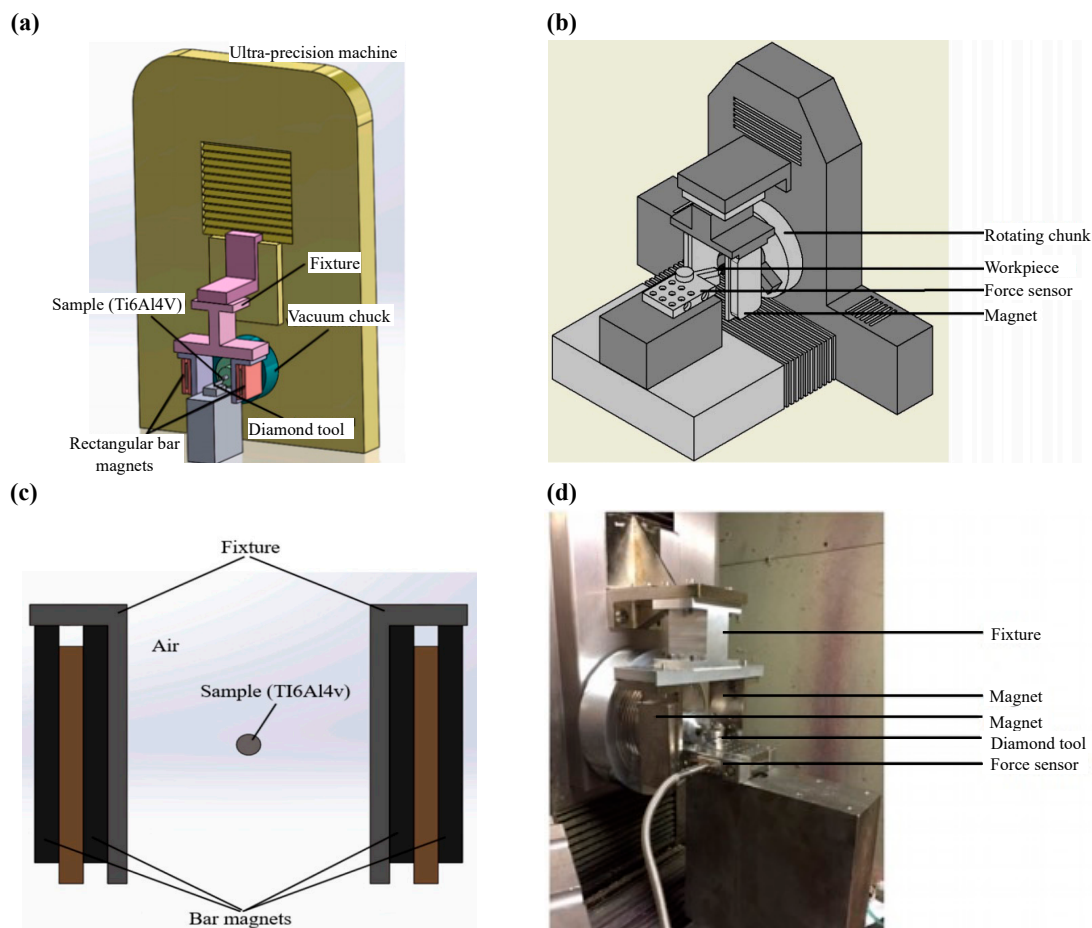 (a)
Ultra-precision machine
Fixture
Sample (Ti6Al4V)
Vacuum chuck
Diamond tool
Rectangular bar
magnets
(b)
Rotating chunk
Workpiece
Force sensor
Magnet
(c)
Fixture
Air
Sample (TI6Al4v)
Bar magnets
(d)
Fixture
Magnet
Magnet
Diamond tool
Force sensor